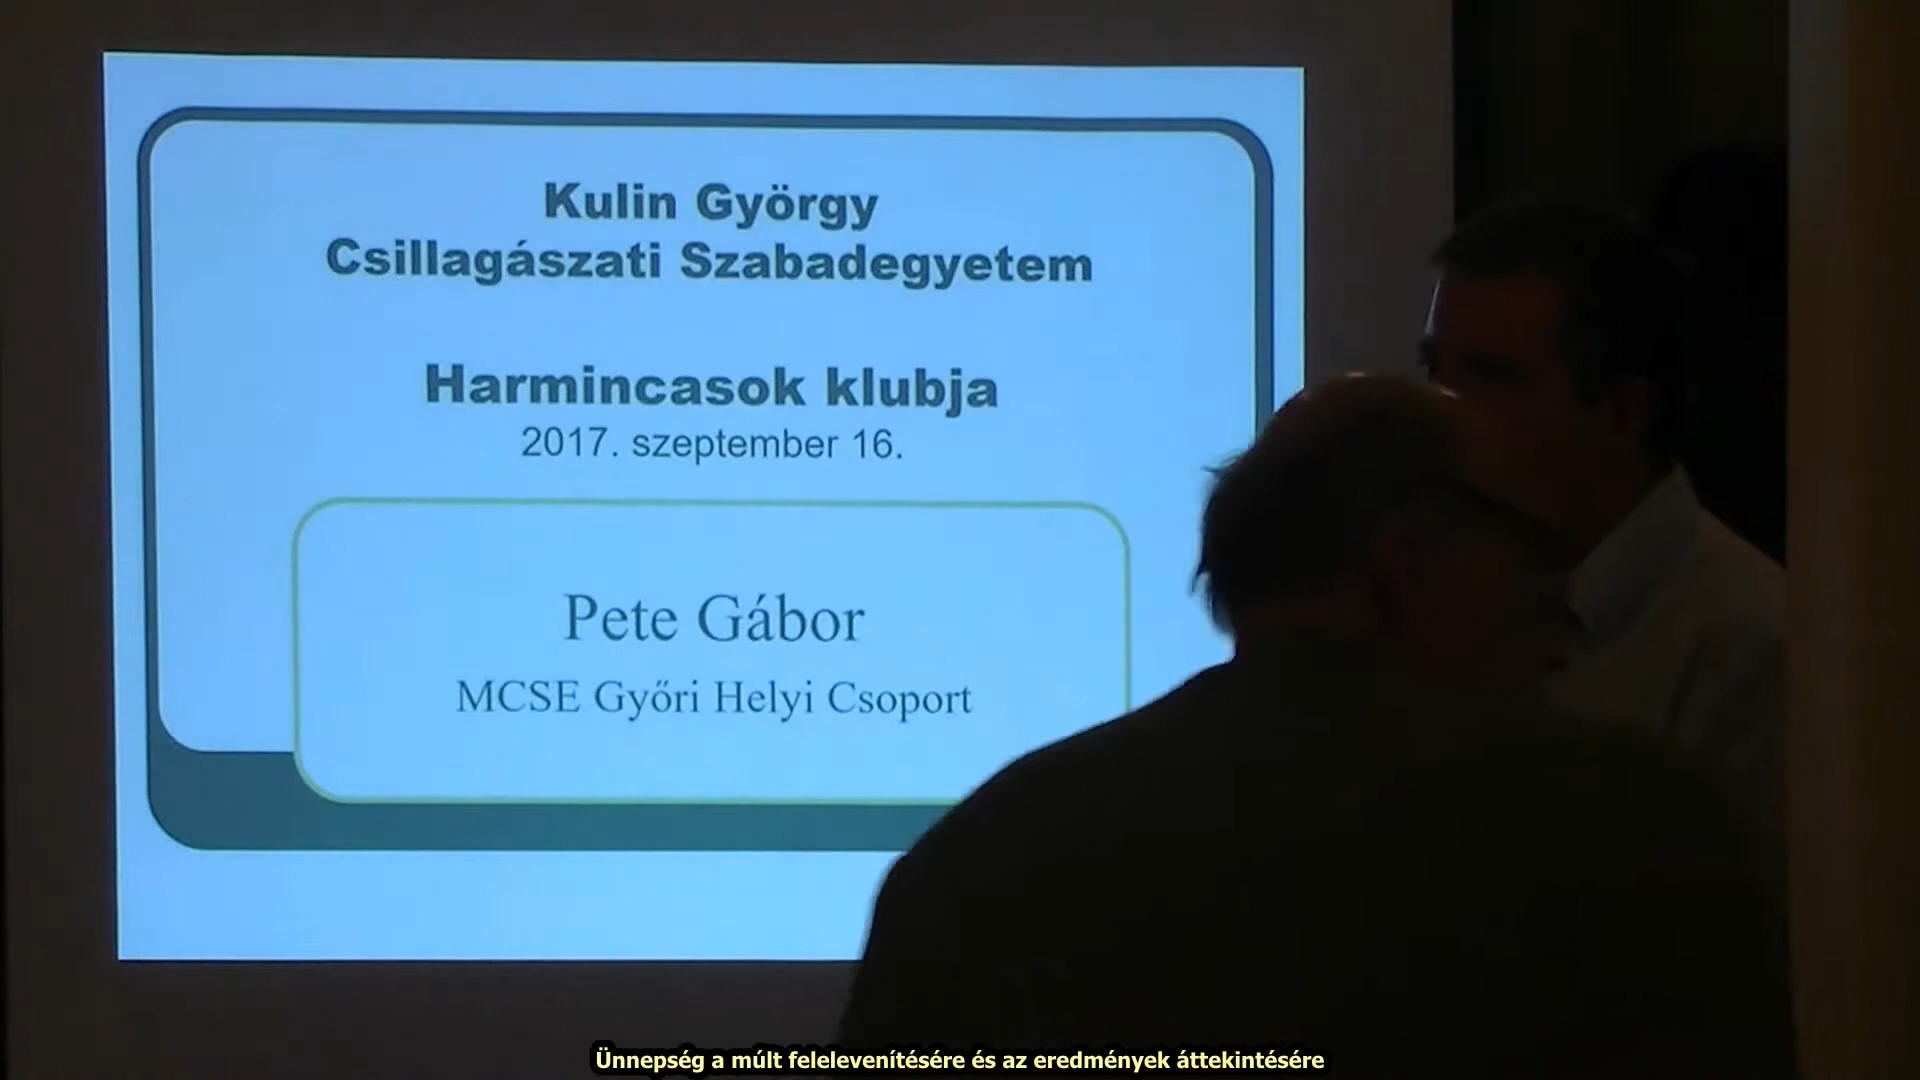 Kulin György
Csillagászati Szabadegyetem
Harmincasok klubja
2017. szeptember 16.
Pete Gábor
MCSE Győri Helyi Csoport
Ünnepség a múlt felelevenítésére és az eredmények áttekintésére